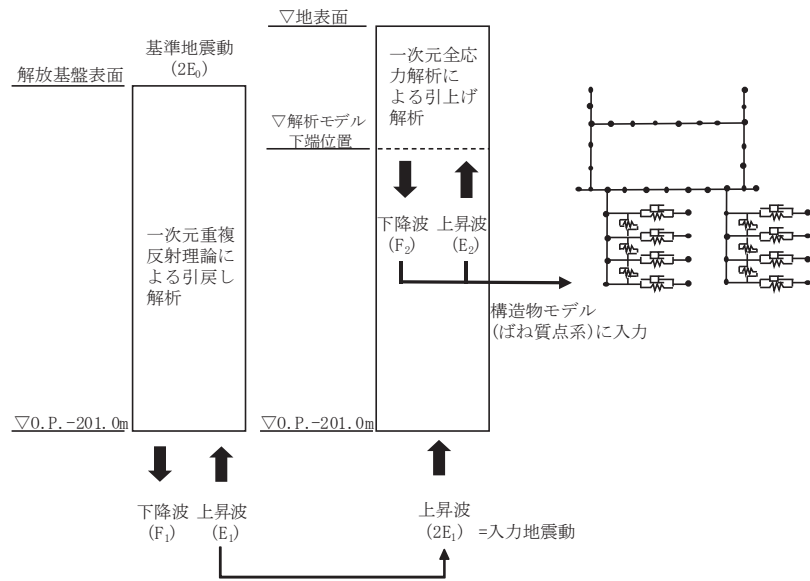 ▽地表面
基準地震動
(2E₀)
解放基盤表面
一次元全応
力解析に
よる引上げ
解析
▽解析モデル
下端位置
下降波 上昇波
(F₂) (E₂)
一次元重複
反射理論に
よる引戻し
解析
構造物モデル
(ばね質点系)に入力
▽O.P.-201.0m
▽O.P.-201.0m
下降波 上昇波
(F₁) (E₁)
上昇波
(2E₁) =入力地震動